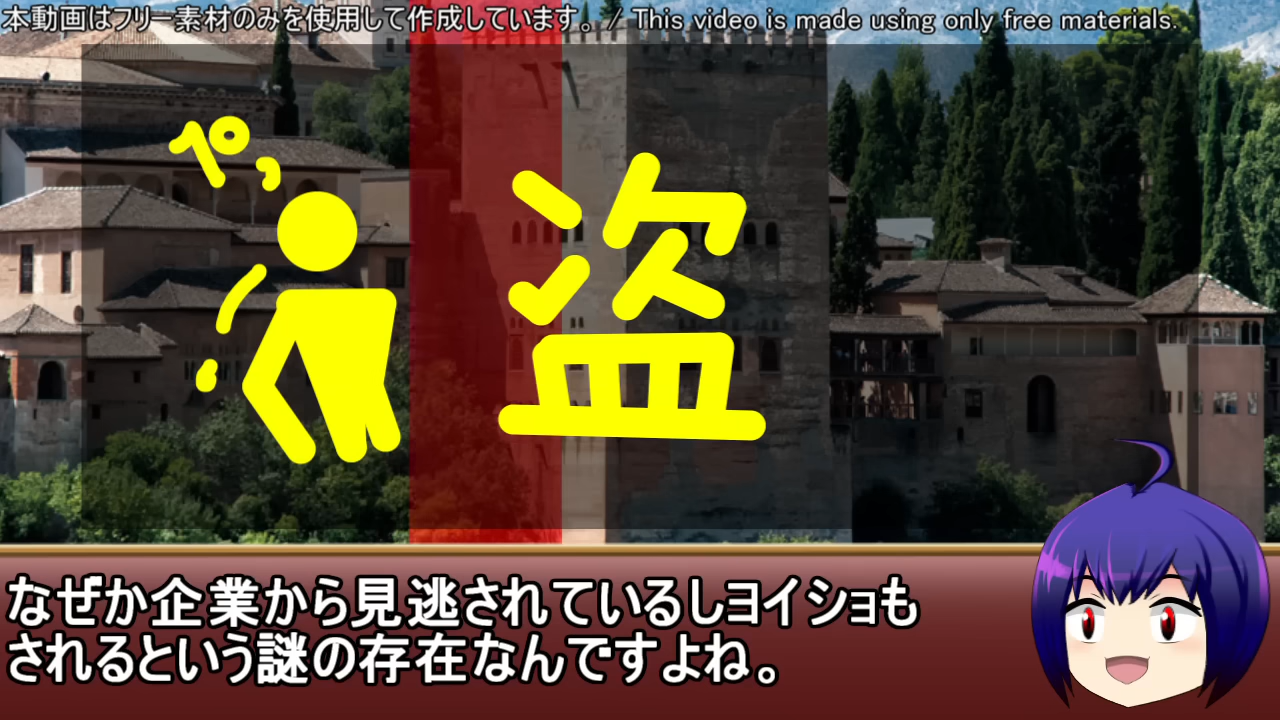 本動画はフリー素材のみを使用して作成しています。 / This video is made using only free materials.
ペ
盗
なぜか企業から見逃されているしヨイショも
されるという謎の存在なんですよね。